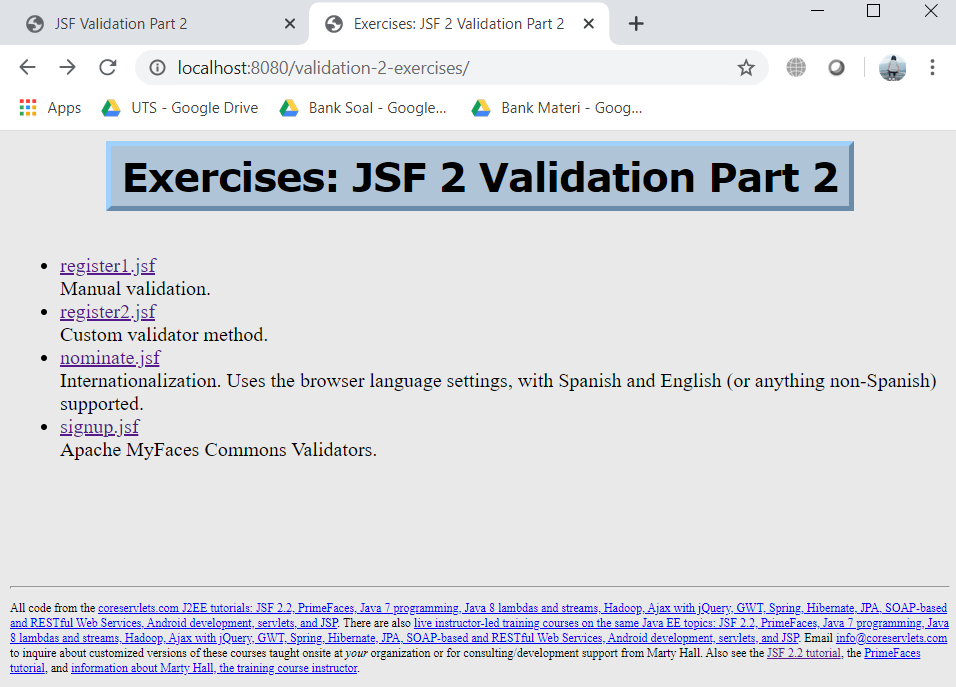 JSF Validation Part 2
Exercises: JSF 2 Validation Part 2
localhost:8080/validation-2-exercises/
Apps UTS - Google Drive Bank Soal - Google... Bank Materi - Goog...
Exercises: JSF 2 Validation Part 2
register1.jsf
Manual validation.
register2.jsf
Custom validator method.
nominate.jsf
Internationalization. Uses the browser language settings, with Spanish and English (or anything non-Spanish)
supported.
signup.jsf
Apache MyFaces Commons Validators.
All code from the coreservlets.com J2EE tutorials: JSF 2.2, PrimeFaces, Java 7 programming, Java 8 lambdas and streams, Hadoop, Ajax with jQuery, GWT, Spring, Hibernate, JPA, SOAP-based
and RESTful Web Services, Android development, servlets, and JSP. There are also live instructor-led training courses on the same Java EE topics: JSF 2.2, PrimeFaces, Java 7 programming, Java
8 lambdas and streams, Hadoop, Ajax with jQuery, GWT, Spring, Hibernate, JPA, SOAP-based and RESTful Web Services, Android development, servlets, and JSP. Email info@coreservlets.com
to inquire about customized versions of these courses taught onsite at your organization or for consulting/development support from Marty Hall. Also see the JSF 2.2 tutorial, the PrimeFaces
tutorial, and information about Marty Hall, the training course instructor.